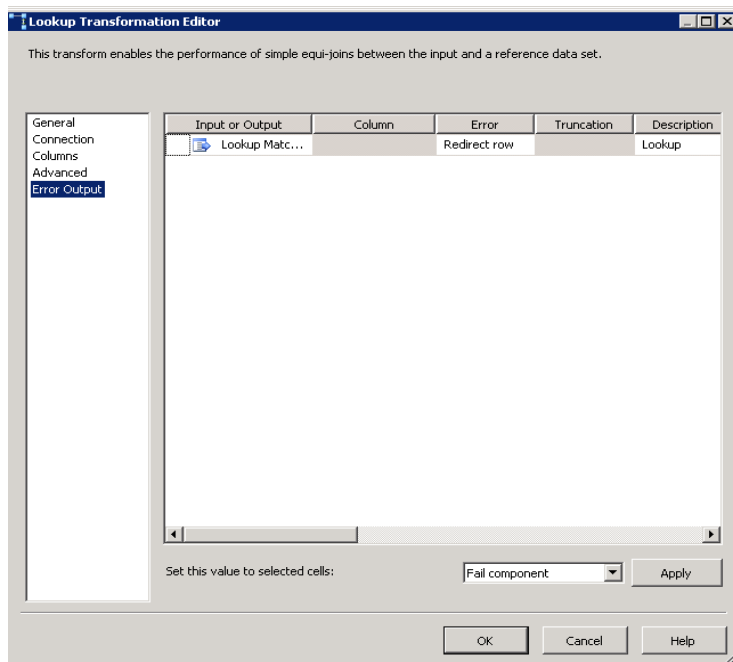 Lookup Transformation Editor
This transform enables the performance of simple equi-joins between the input and a reference data set.
General
Connection
Columns
Advanced
Error Output
Input or Output Column Error Truncation Description
Lookup Matc... Redirect row Lookup
Set this value to selected cells: Fail component Apply
OK Cancel Help